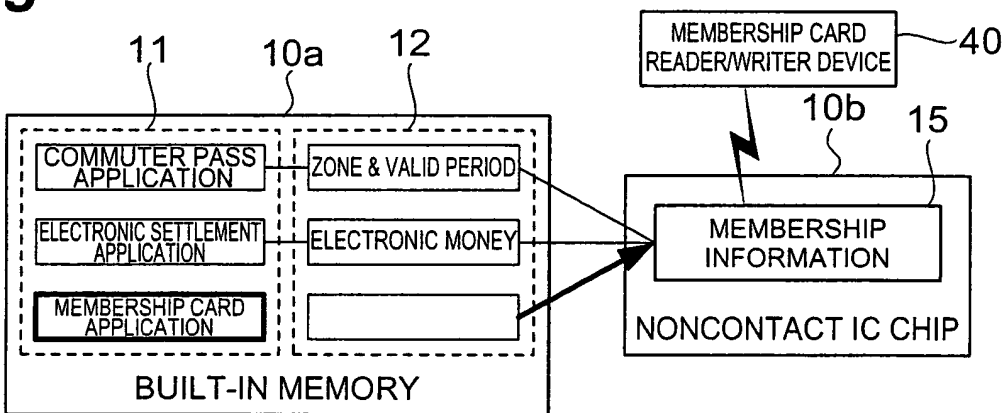 11
10a
12
MEMBERSHIP CARD
READER/WRITER DEVICE
40
10b
15
COMMUTER PASS
APPLICATION
ZONE & VALID PERIOD
ELECTRONIC SETTLEMENT
APPLICATION
ELECTRONIC MONEY
MEMBERSHIP
INFORMATION
MEMBERSHIP CARD
APPLICATION
NONCONTACT IC CHIP
BUILT-IN MEMORY